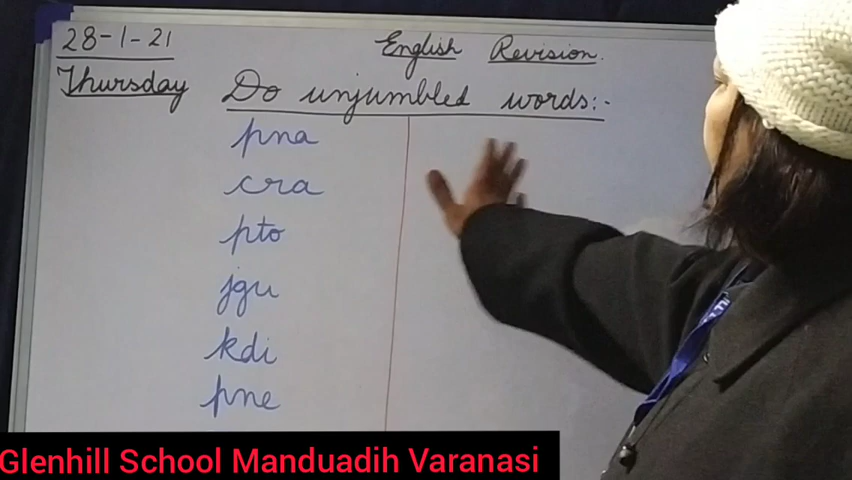 28-1-21
English Revision.
Thursday
Do unjumbled words:-
pna
cra
pto
jgu
kdi
pne
Glenhill School Manduadih Varanasi